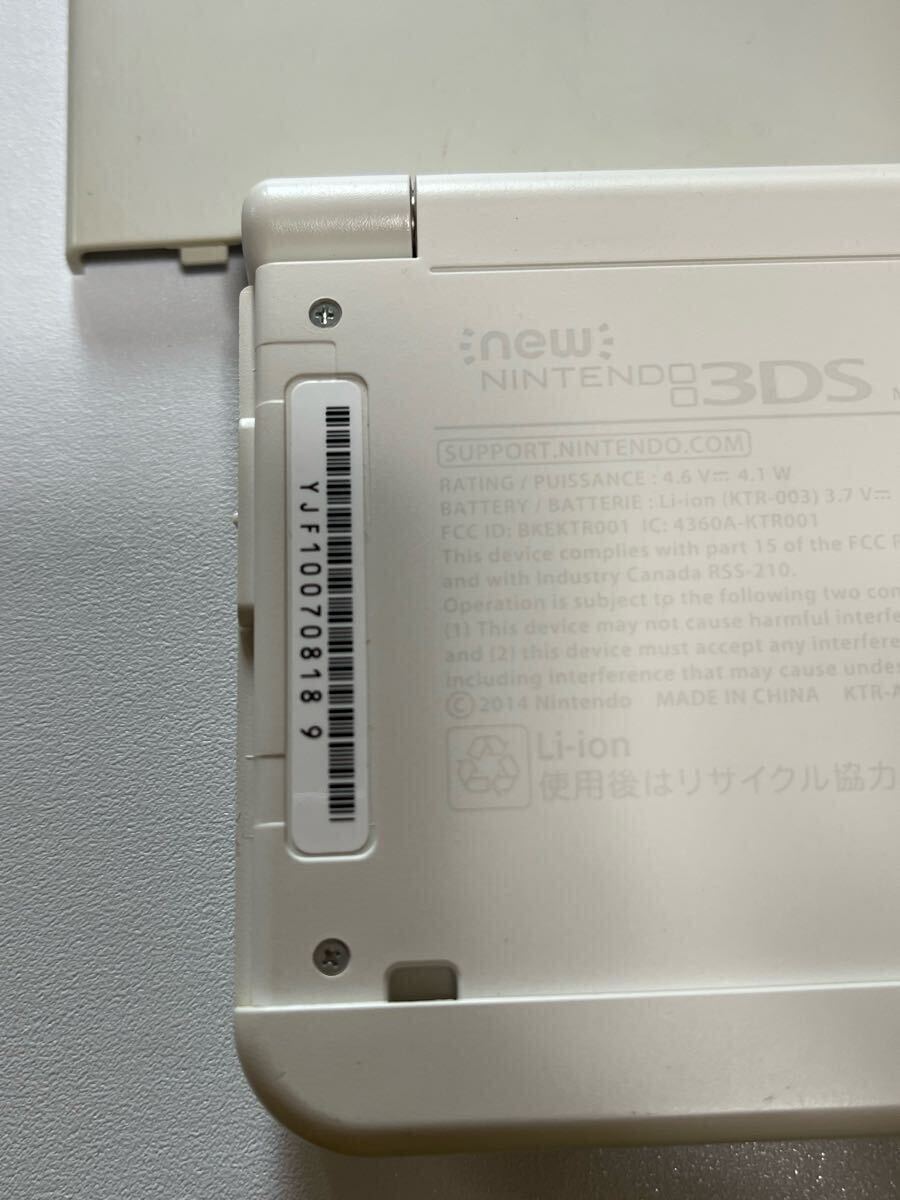 new
NINTENDO 3DS
SUPPORT.NINTENDO.COM
RATING / PUISSANCE : 4.6 V⎓ 4.1 W
BATTERY / BATTERIE : Li-ion (KTR-003) 3.7 V⎓
FCC ID: BKEKTR001 IC: 4360A-KTR001
This device complies with part 15 of the FCC
and with Industry Canada RSS-210.
Operation is subject to the following two
(1) This device may not cause harmful
and (2) this device must accept any
including interference that may cause
© 2014 Nintendo MADE IN CHINA
Li-ion
使用後はリサイクル協力
YJF10070818 9